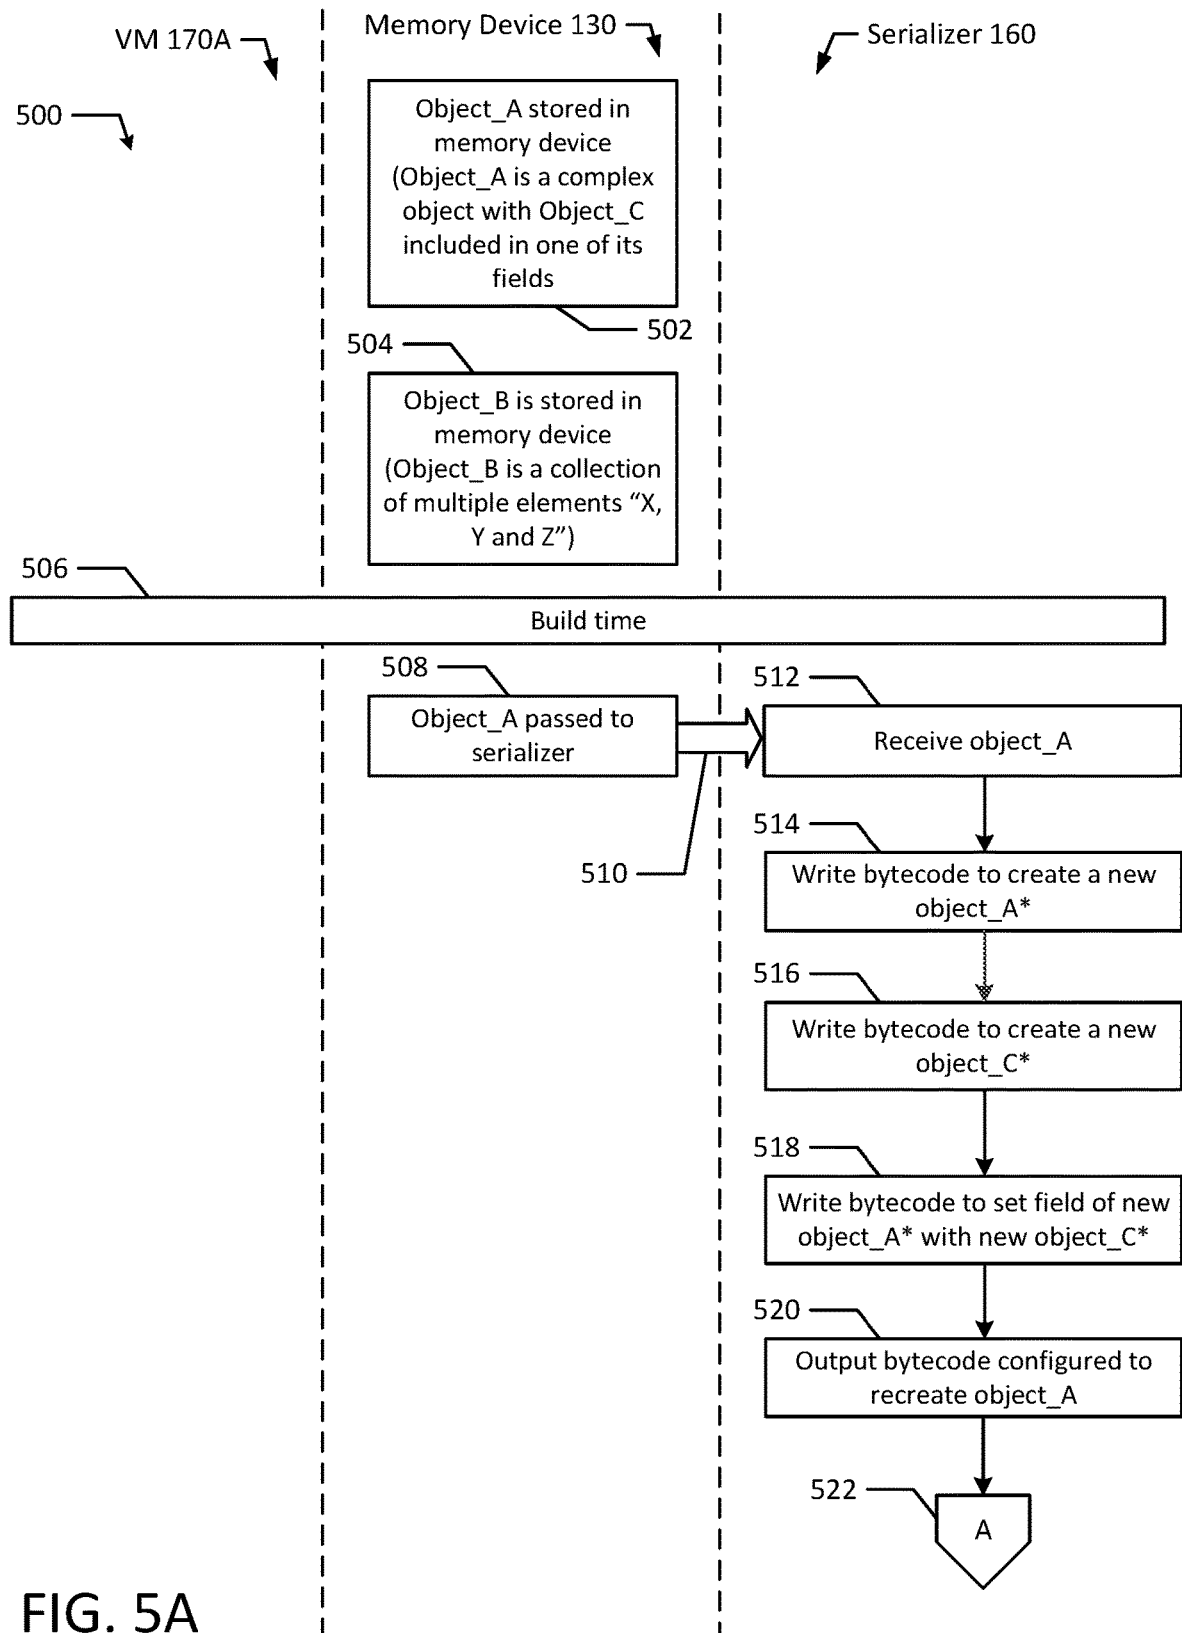 VM 170A
Memory Device 130
Serializer 160
500
Object_A stored in
memory device
(Object_A is a complex
object with Object_C
included in one of its
fields
502
504
Object_B is stored in
memory device
(Object_B is a collection
of multiple elements “X,
Y and Z”)
506
Build time
508
Object_A passed to
serializer
510
512
Receive object_A
514
Write bytecode to create a new
object_A*
516
Write bytecode to create a new
object_C*
518
Write bytecode to set field of new
object_A* with new object_C*
520
Output bytecode configured to
recreate object_A
522
A
FIG. 5A